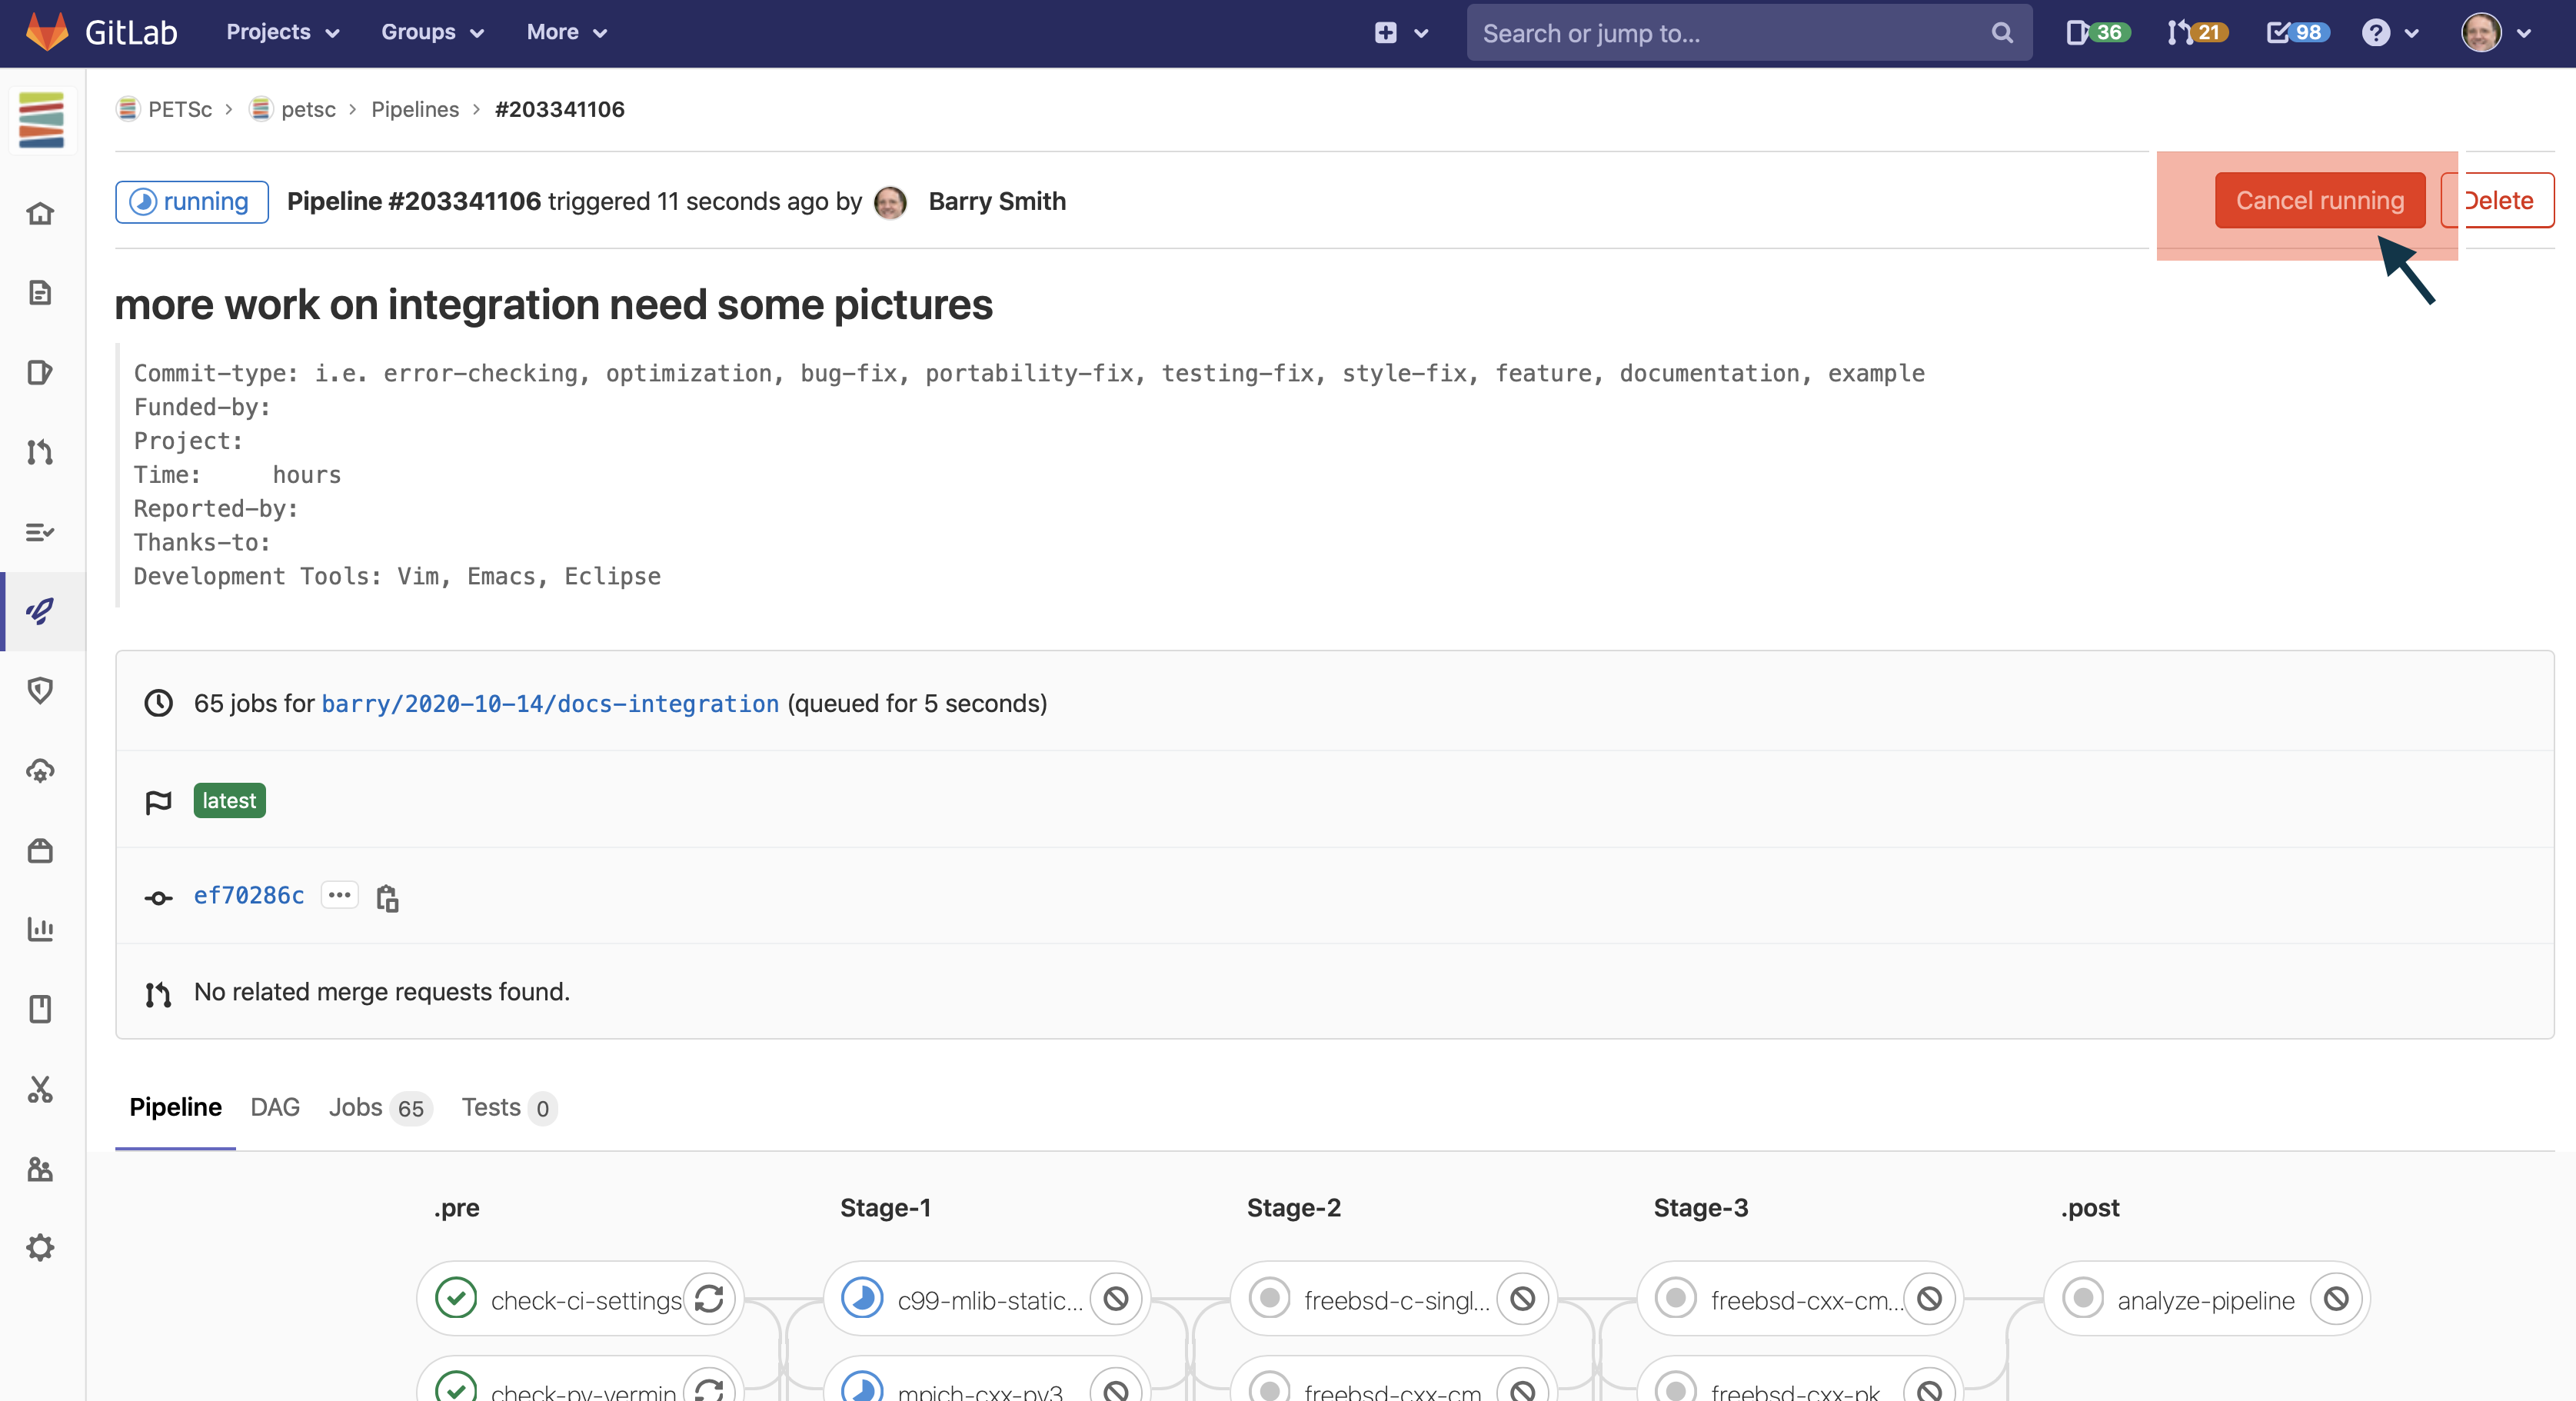 GitLab Projects Groups More Search or jump to... 36 21 98
PETSc > petsc > Pipelines > #203341106
running Pipeline #203341106 triggered 11 seconds ago by Barry Smith Cancel running Delete
more work on integration need some pictures
Commit-type: i.e. error-checking, optimization, bug-fix, portability-fix, testing-fix, style-fix, feature, documentation, example
Funded-by:
Project:
Time: hours
Reported-by:
Thanks-to:
Development Tools: Vim, Emacs, Eclipse
65 jobs for barry/2020-10-14/docs-integration (queued for 5 seconds)
latest
ef70286c ...
No related merge requests found.
Pipeline DAG Jobs 65 Tests 0
.pre Stage-1 Stage-2 Stage-3 .post
check-ci-settings c99-mlib-static... freebsd-c-singl... freebsd-cxx-cm... analyze-pipeline
check-py-vermin mpich-cxx-py3 freebsd-cxx-cm freebsd-cxx-pk